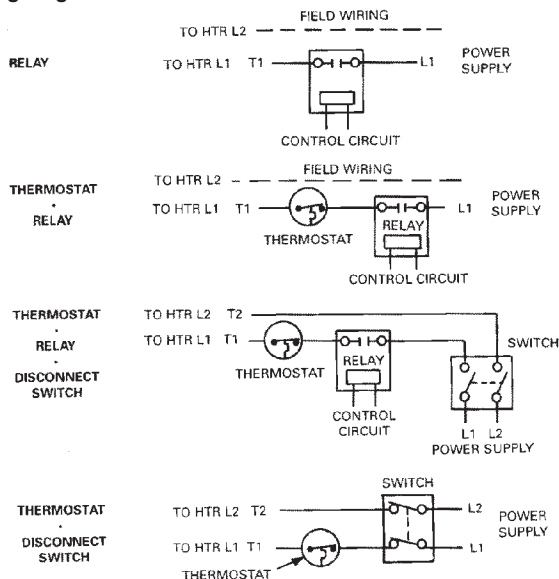 FIELD WIRING
TO HTR L2
RELAY
TO HTR L1 T1
L1
POWER
SUPPLY
CONTROL CIRCUIT
FIELD WIRING
TO HTR L2
THERMOSTAT
•
RELAY
TO HTR L1 T1
L1
POWER
SUPPLY
THERMOSTAT
RELAY
CONTROL CIRCUIT
THERMOSTAT
•
RELAY
•
DISCONNECT
SWITCH
TO HTR L2 T2
TO HTR L1 T1
SWITCH
THERMOSTAT
RELAY
CONTROL
CIRCUIT
L1 L2
POWER SUPPLY
SWITCH
THERMOSTAT
•
DISCONNECT
SWITCH
TO HTR L2 T2
L2
POWER
SUPPLY
TO HTR L1 T1
L1
THERMOSTAT